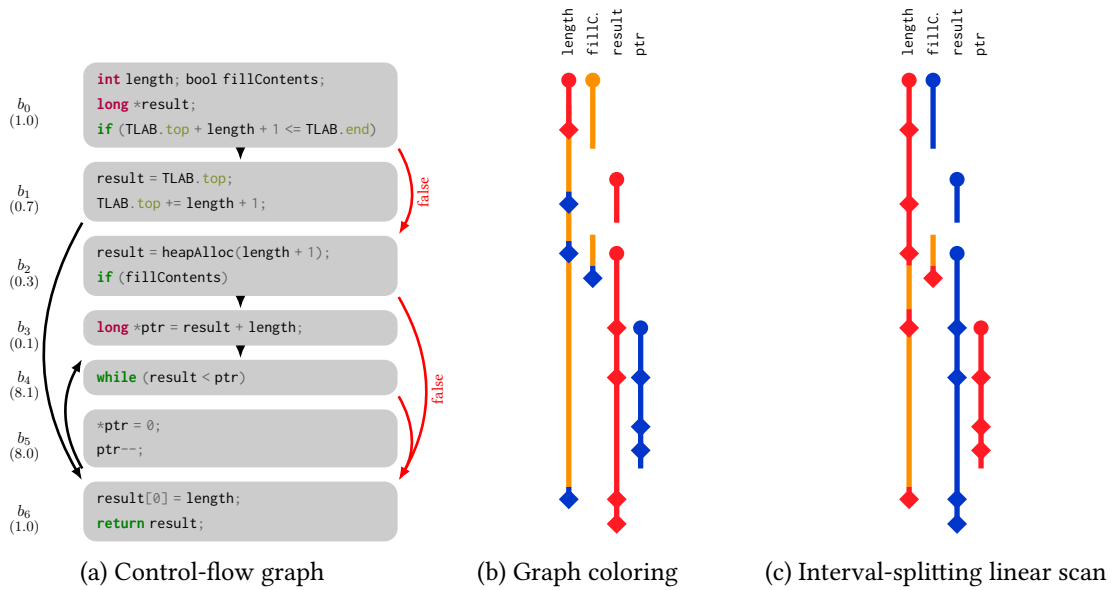 length
fillC.
result
ptr
length
fillC.
result
ptr
b0
(1.0)
int length; bool fillContents;
long *result;
if (TLAB.top + length + 1 <= TLAB.end)
false
b1
(0.7)
result = TLAB.top;
TLAB.top += length + 1;
b2
(0.3)
result = heapAlloc(length + 1);
if (fillContents)
false
b3
(0.1)
long *ptr = result + length;
b4
(8.1)
while (result < ptr)
b5
(8.0)
*ptr = 0;
ptr--;
b6
(1.0)
result[0] = length;
return result;
(a) Control-flow graph
(b) Graph coloring
(c) Interval-splitting linear scan